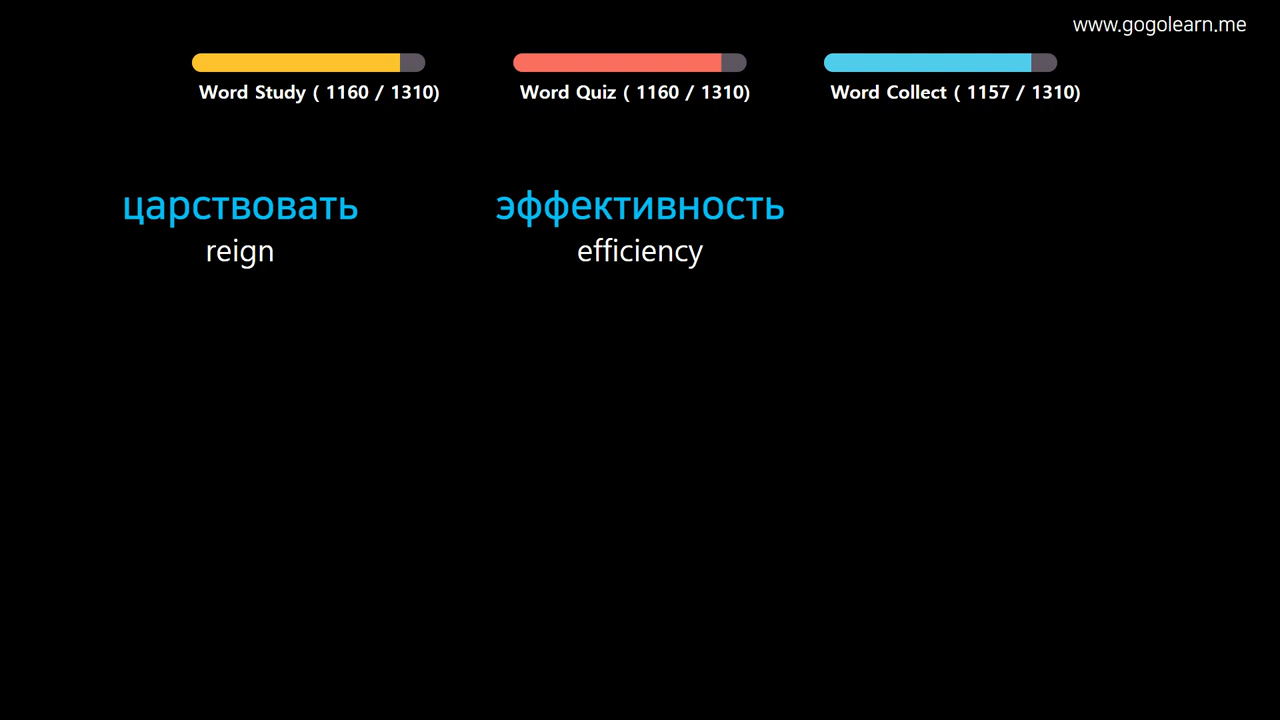 www.gogolearn.me
Word Study ( 1160 / 1310)
Word Quiz ( 1160 / 1310)
Word Collect ( 1157 / 1310)
царствовать
reign
эффективность
efficiency